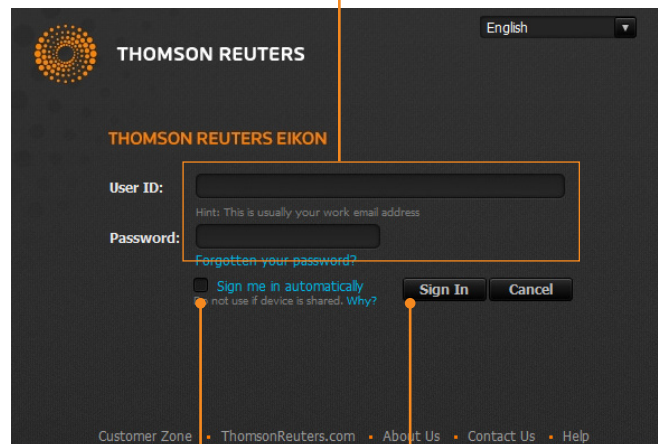 English
THOMSON REUTERS
THOMSON REUTERS EIKON
User ID:
Hint: This is usually your work email address
Password:
Forgotten your password?
Sign me in automatically
Do not use if device is shared. Why?
Sign In Cancel
Customer Zone • ThomsonReuters.com • About Us • Contact Us • Help